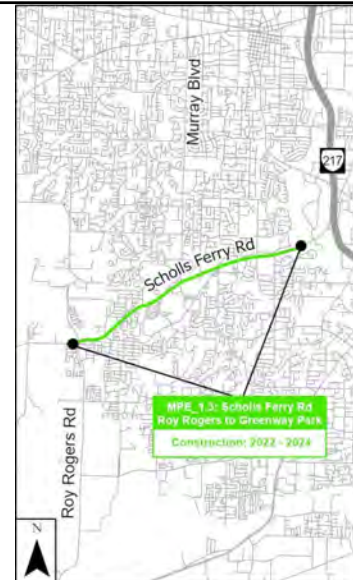 Murray Blvd
217
Scholls Ferry Rd
MPE_1.3: Scholls Ferry Rd
Roy Rogers to Greenway Park
Construction: 2022 - 2024
Roy Rogers Rd
N